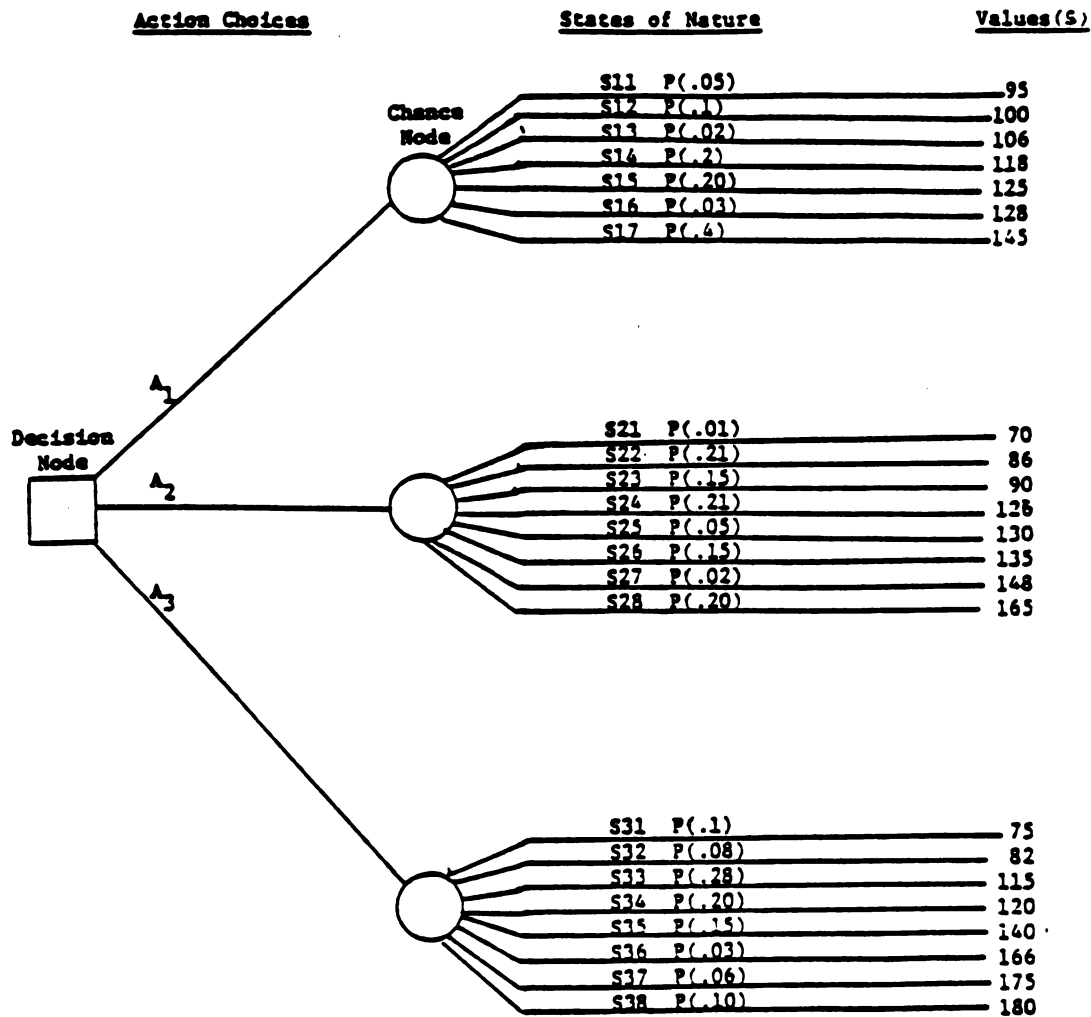 Action Choices States of Nature Values($)
Chance Node
S11 P(.05) 95
S12 P(.1) 100
S13 P(.02) 106
S14 P(.2) 118
S15 P(.20) 125
S16 P(.03) 128
S17 P(.4) 145
A1
Decision Node
A2
S21 P(.01) 70
S22 P(.21) 86
S23 P(.15) 90
S24 P(.21) 126
S25 P(.05) 130
S26 P(.15) 135
S27 P(.02) 148
S28 P(.20) 165
A3
S31 P(.1) 75
S32 P(.08) 82
S33 P(.28) 115
S34 P(.20) 120
S35 P(.15) 140
S36 P(.03) 166
S37 P(.06) 175
S38 P(.10) 180